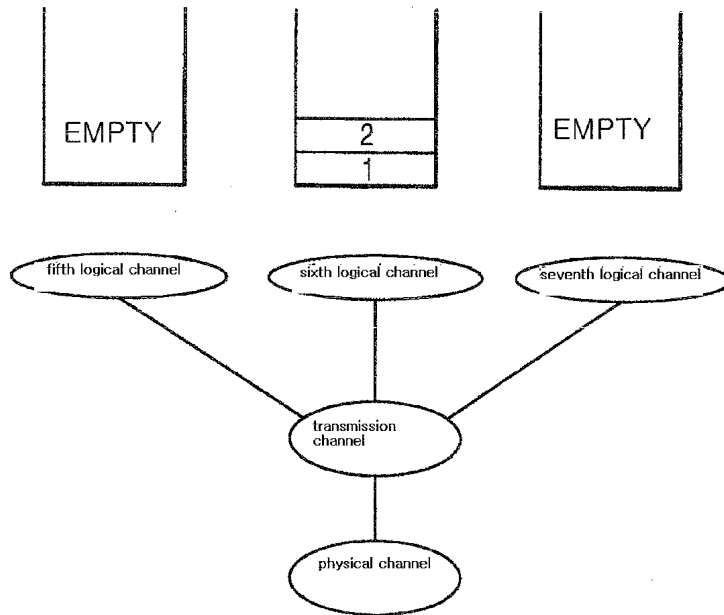 EMPTY
2
1
EMPTY
fifth logical channel
sixth logical channel
seventh logical channel
transmission
channel
physical channel